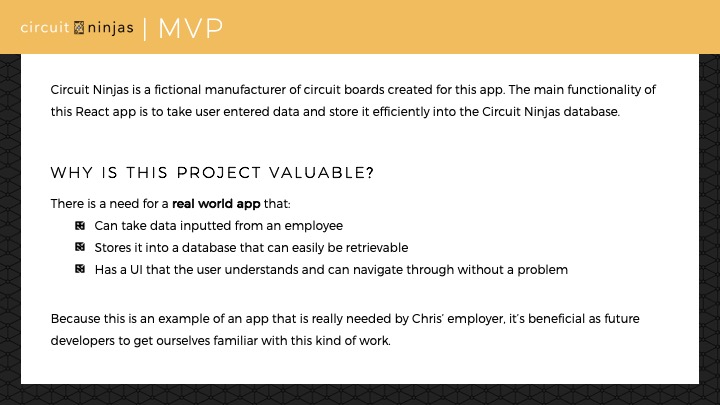 circuit ninjas | MVP
Circuit Ninjas is a fictional manufacturer of circuit boards created for this app. The main functionality of
this React app is to take user entered data and store it efficiently into the Circuit Ninjas database.
WHY IS THIS PROJECT VALUABLE?
There is a need for a real world app that:
Can take data inputted from an employee
Stores it into a database that can easily be retrievable
Has a UI that the user understands and can navigate through without a problem
Because this is an example of an app that is really needed by Chris’ employer, it’s beneficial as future
developers to get ourselves familiar with this kind of work.